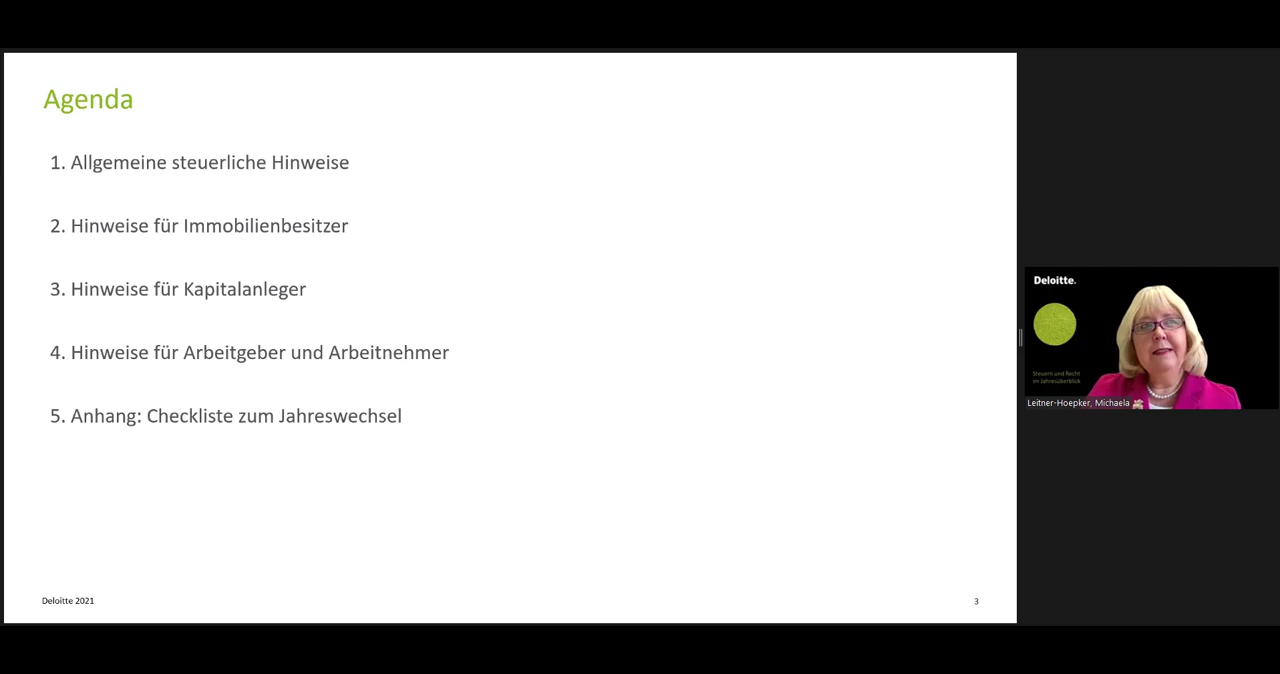 Agenda
1. Allgemeine steuerliche Hinweise
2. Hinweise für Immobilienbesitzer
3. Hinweise für Kapitalanleger
4. Hinweise für Arbeitgeber und Arbeitnehmer
5. Anhang: Checkliste zum Jahreswechsel
Deloitte 2021
3
Deloitte.
Steuern und Recht
im Jahresüberblick
Leitner-Hoepker, Michaela